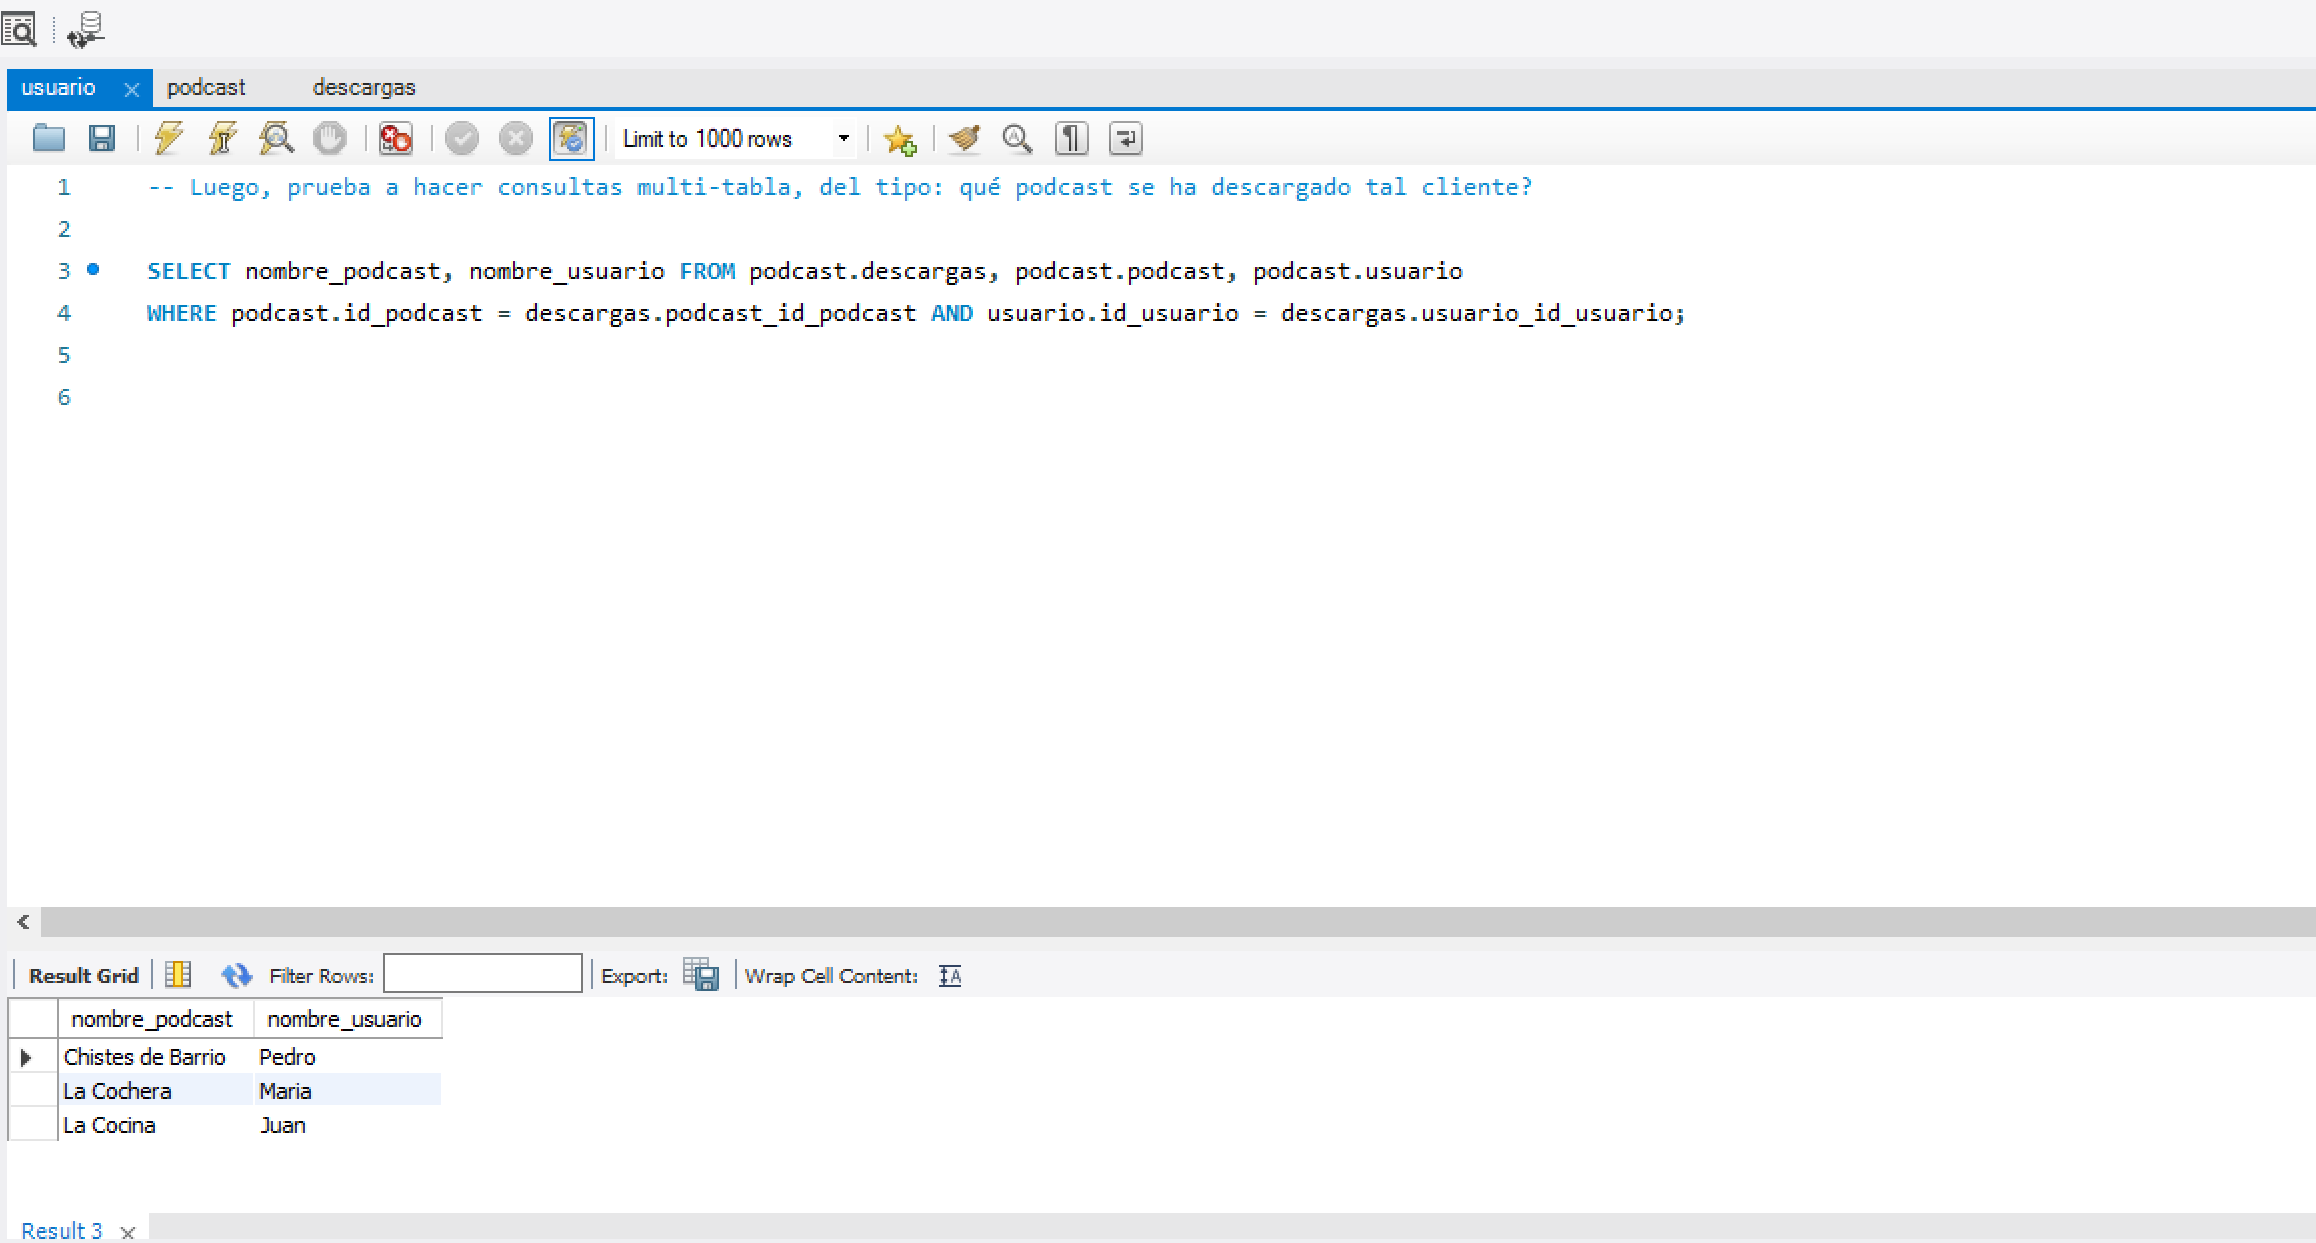 usuario podcast descargas
Limit to 1000 rows
1 -- Luego, prueba a hacer consultas multi-tabla, del tipo: qué podcast se ha descargado tal cliente?
2
3 SELECT nombre_podcast, nombre_usuario FROM podcast.descargas, podcast.podcast, podcast.usuario
4 WHERE podcast.id_podcast = descargas.podcast_id_podcast AND usuario.id_usuario = descargas.usuario_id_usuario;
5
6
Result Grid Filter Rows: Export: Wrap Cell Content:
nombre_podcast nombre_usuario
Chistes de Barrio Pedro
La Cochera Maria
La Cocina Juan
Result 3